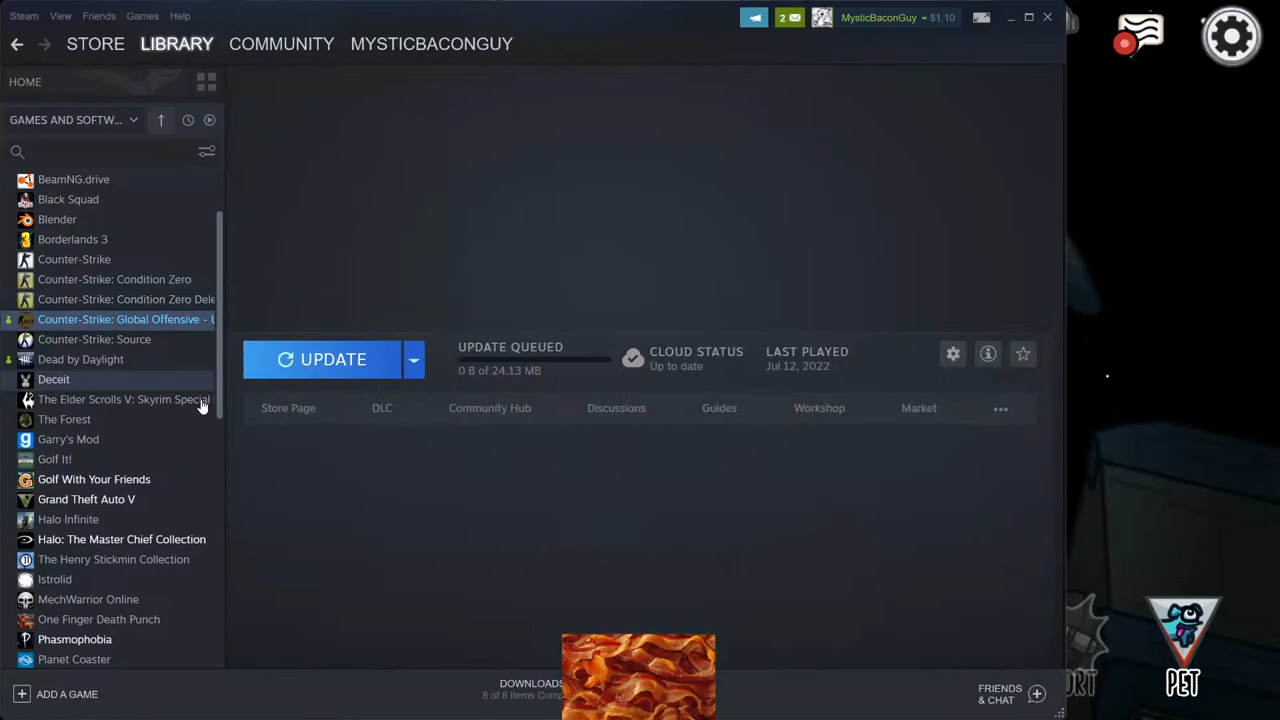 Steam View Friends Games Help
2 MYSTICBACONGUY $1.10
STORE LIBRARY COMMUNITY MYSTICBACONGUY
HOME
GAMES AND SOFTW...
BeamNG.drive
Black Squad
Blender
Borderlands 3
Counter-Strike
Counter-Strike: Condition Zero
Counter-Strike: Condition Zero Dele
Counter-Strike: Global Offensive - U
Counter-Strike: Source
Dead by Daylight
Deceit
The Elder Scrolls V: Skyrim Special
The Forest
Garry's Mod
Golf It!
Golf With Your Friends
Grand Theft Auto V
Halo Infinite
Halo: The Master Chief Collection
The Henry Stickmin Collection
Istrolid
MechWarrior Online
One Finger Death Punch
Phasmophobia
Planet Coaster
UPDATE
UPDATE QUEUED
0 B of 24.13 MB
CLOUD STATUS
Up to date
LAST PLAYED
Jul 12, 2022
Store Page DLC Community Hub Discussions Guides Workshop Market
ADD A GAME
DOWNLOADS
8 of 8 Items Comp
FRIENDS
& CHAT
PET